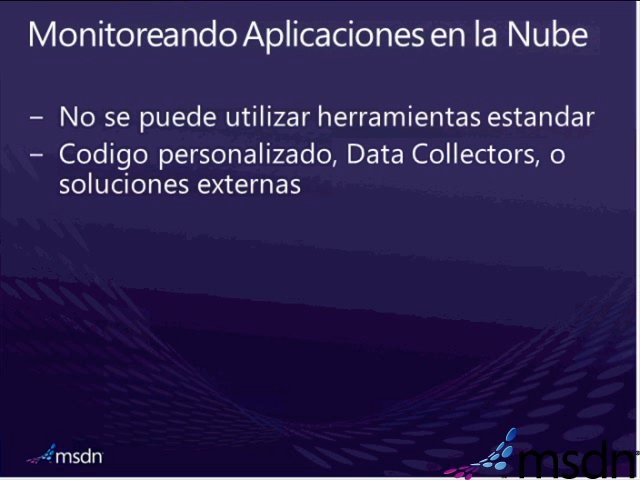 Monitoreando Aplicaciones en la Nube
– No se puede utilizar herramientas estandar
– Codigo personalizado, Data Collectors, o
soluciones externas
msdn
msdn